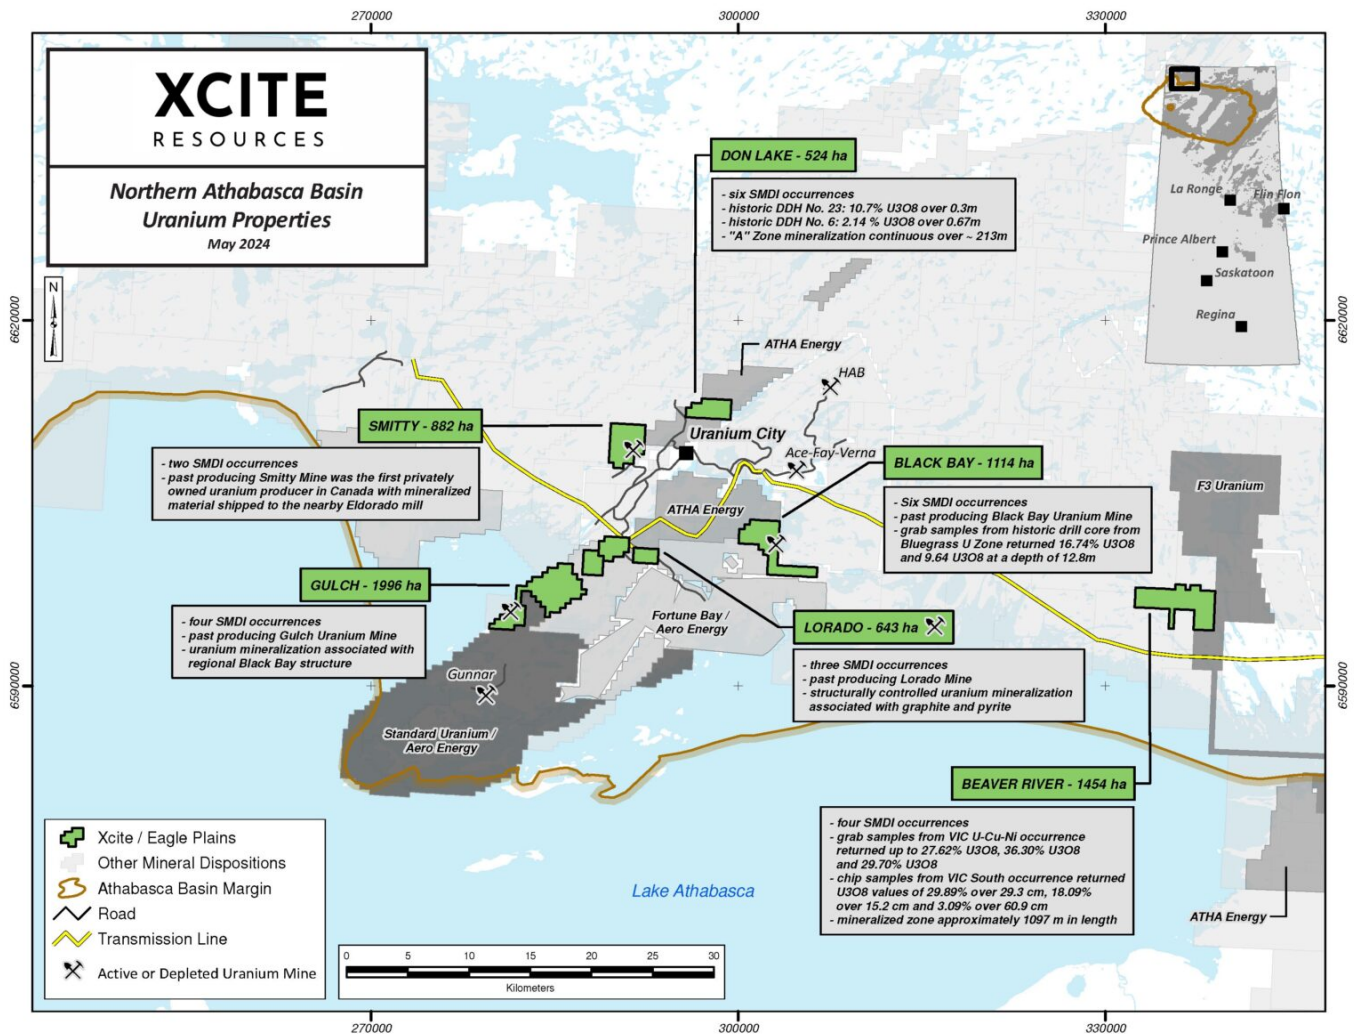 270000
300000
330000
XCITE
RESOURCES
Northern Athabasca Basin
Uranium Properties
May 2024
N
6620000
6620000
DON LAKE - 524 ha
- six SMDI occurrences
- historic DDH No. 23: 10.7% U3O8 over 0.3m
- historic DDH No. 6: 2.14 % U3O8 over 0.67m
- "A" Zone mineralization continuous over ~ 213m
La Ronge
Flin Flon
Prince Albert
Saskatoon
Regina
ATHA Energy
HAB
SMITTY - 882 ha
- two SMDI occurrences
- past producing Smitty Mine was the first privately
owned uranium producer in Canada with mineralized
material shipped to the nearby Eldorado mill
Uranium City
Ace-Fay-Verna
BLACK BAY - 1114 ha
- Six SMDI occurrences
- past producing Black Bay Uranium Mine
- grab samples from historic drill core from
Bluegrass U Zone returned 16.74% U3O8
and 9.64 U3O8 at a depth of 12.8m
F3 Uranium
ATHA Energy
GULCH - 1996 ha
- four SMDI occurrences
- past producing Gulch Uranium Mine
- uranium mineralization associated with
regional Black Bay structure
Fortune Bay /
Aero Energy
LORADO - 643 ha
- three SMDI occurrences
- past producing Lorado Mine
- structurally controlled uranium mineralization
associated with graphite and pyrite
6590000
6590000
Gunnar
Standard Uranium /
Aero Energy
BEAVER RIVER - 1454 ha
- four SMDI occurrences
- grab samples from VIC U-Cu-Ni occurrence
returned up to 27.62% U3O8, 36.30% U3O8
and 29.70% U3O8
- chip samples from VIC South occurrence returned
U3O8 values of 29.89% over 29.3 cm, 18.09%
over 15.2 cm and 3.09% over 60.9 cm
- mineralized zone approximately 1097 m in length
ATHA Energy
Lake Athabasca
Xcite / Eagle Plains
Other Mineral Dispositions
Athabasca Basin Margin
Road
Transmission Line
Active or Depleted Uranium Mine
0 5 10 15 20 25 30
Kilometers
270000
300000
330000